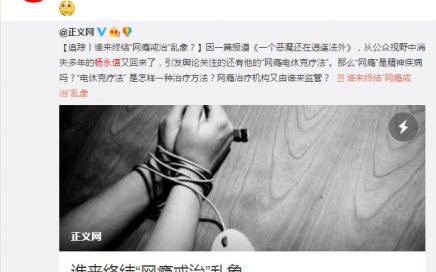 @正义网
【追踪丨谁来终结“网瘾戒治”乱象？】因一篇报道《一个恶魔还在逍遥法外》，从公众视野中消
失多年的杨永信又回来了，引发舆论关注的还有他的“网瘾电休克疗法”。那么“网瘾”是精神疾病
吗？“电休克疗法”是怎样一种治疗方法？网瘾治疗机构又由谁来监管？ 谁来终结“网瘾戒
治”乱象
正义网
谁来终结“网瘾戒治”乱象